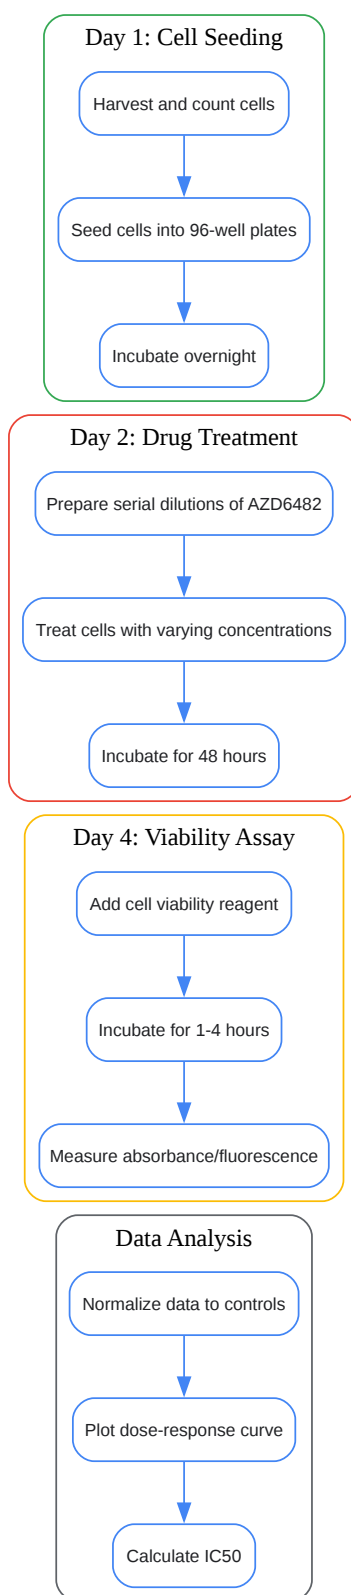 Day 1: Cell Seeding
Harvest and count cells
Seed cells into 96-well plates
Incubate overnight
Day 2: Drug Treatment
Prepare serial dilutions of AZD6482
Treat cells with varying concentrations
Incubate for 48 hours
Day 4: Viability Assay
Add cell viability reagent
Incubate for 1-4 hours
Measure absorbance/fluorescence
Data Analysis
Normalize data to controls
Plot dose-response curve
Calculate IC50